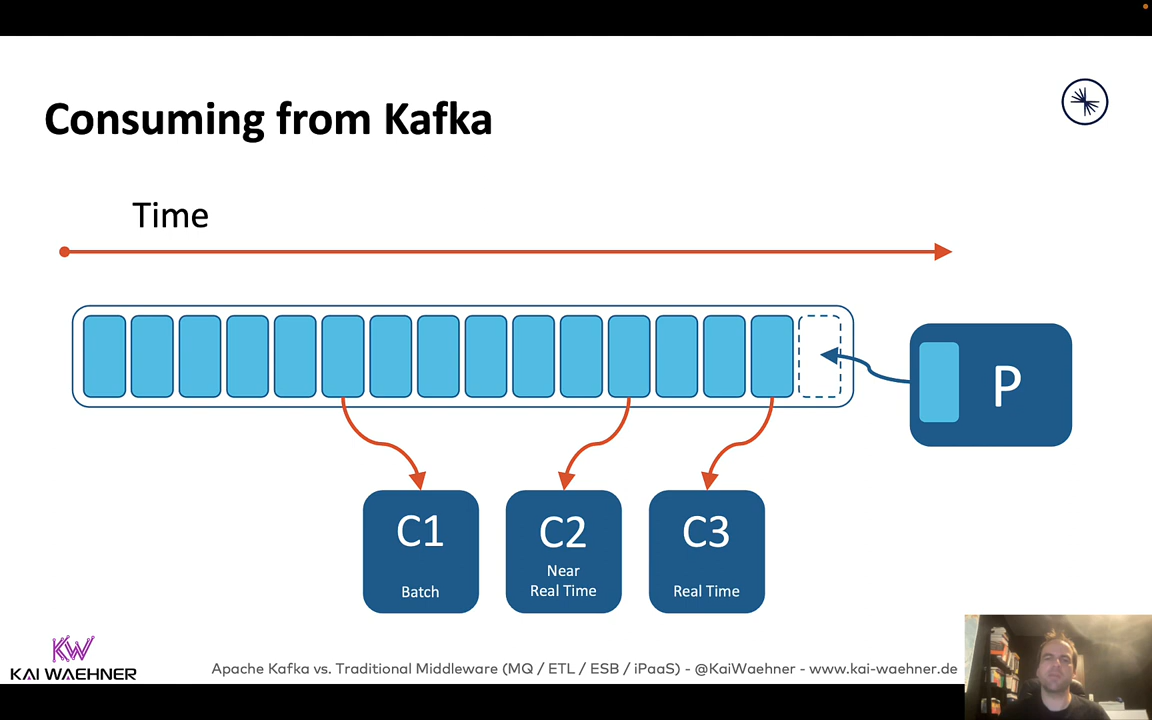 Consuming from Kafka
Time
P
C1
Batch
C2
Near
Real Time
C3
Real Time
KW
KAI WAEHNER
Apache Kafka vs. Traditional Middleware (MQ / ETL / ESB / iPaaS) - @KaiWaehner - www.kai-waehner.de